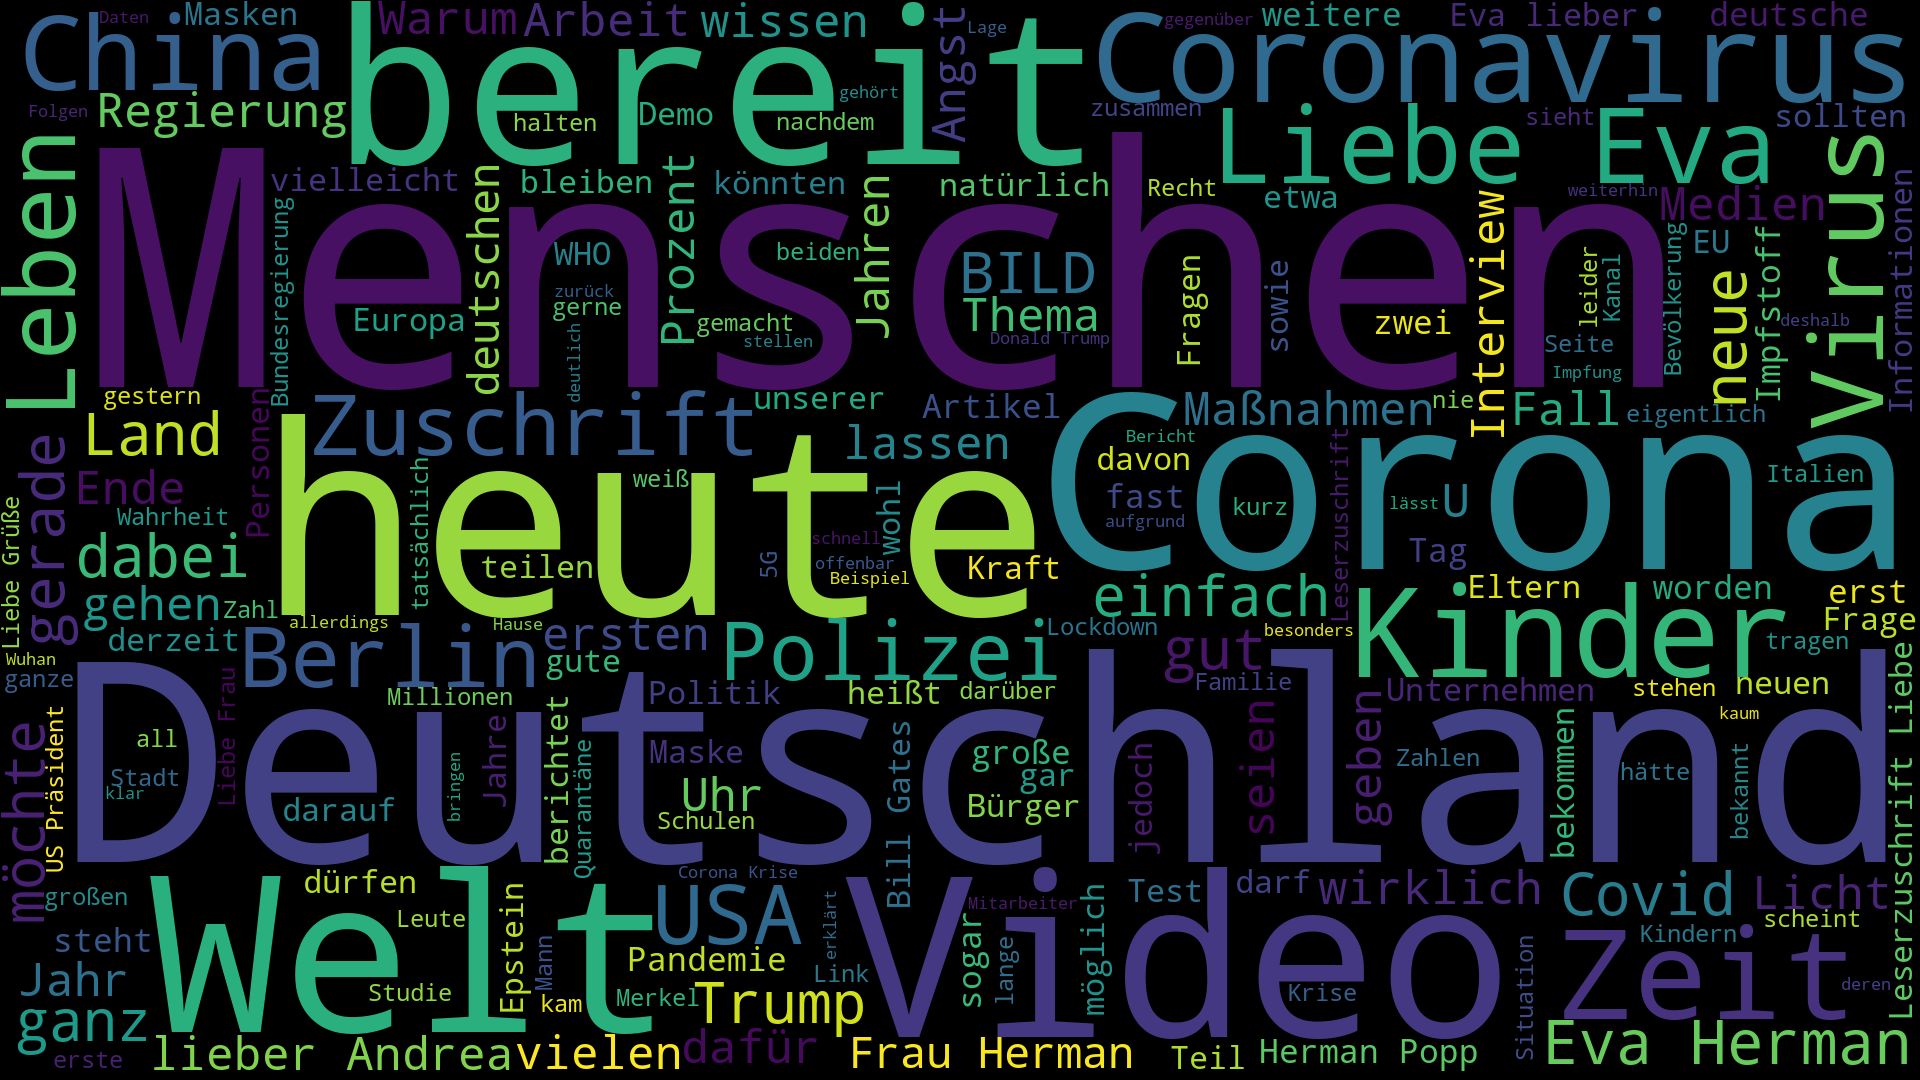 Daten
Masken
China
Warum
Arbeit
wissen
Angst
Lage
gegenüber
weitere
Eva lieber
deutsche
bereit
Coronavirus
Folgen
Regierung
halten
Demo
gehört
nachdem
zusammen
Liebe Eva
sieht
sollten
Leben
Menschen
vielleicht
bleiben
könnten
natürlich
Recht
etwa
weiterhin
Medien
Virus
Informationen
Bundesregierung
deutschen
WHO
Prozent
beiden
Jahren
BILD
Fragen
sowie
Interview
leider
Kanal
Bevölkerung
EU
Impfstoff
neue
zurück
gerne
Europa
gemacht
Thema
zwei
deshalb
deutlich
stellen
Donald Trump
Seite
Impfung
gestern
Personen
Zuschrift
unserer
Artikel
Maßnahmen
nie
Fall
eigentlich
Land
lassen
Bericht
davon
Leserzuschrift
gerade
Ende
heute
Corona
tatsächlich
weiß
wohl
fast
kurz
lässt
U
Italien
Liebe Grüße
Wahrheit
aufgrund
dabei
teilen
schnell
5G
offenbar
Beispiel
Kraft
Tag
gehen
Zahl
einfach
Eltern
worden
erst
allerdings
Hause
Lockdown
besonders
Kinder
Frage
derzeit
Berlin
ersten
Polizei
gut
tragen
Wuhan
ganze
Liebe Frau
gute
Millionen
Politik
heißt
darüber
Familie
Unternehmen
stehen
neuen
Leserzuschrift Liebe
möchte
US Präsident
Deutschland
all
Jahre
berichtet
Maske
Bill Gates
große
jedoch
seien
geben
kaum
Stadt
klar
bringen
Quarantäne
Uhr
gar
Zahlen
bekommen
hätte
bekannt
darauf
Schulen
Bürger
Corona Krise
dürfen
Welt
USA
Video
Mitarbeiter
Test
darf
wirklich
Covid
Licht
großen
Leute
Epstein
erklärt
sogar
möglich
scheint
steht
Mann
Pandemie
lange
Kindern
Jahr
Studie
Link
Krise
Situation
Zeit
deren
ganz
kam
Merkel
Trump
erste
lieber Andrea
vielen
dafür
Frau Herman
Teil
Herman Popp
Eva Herman